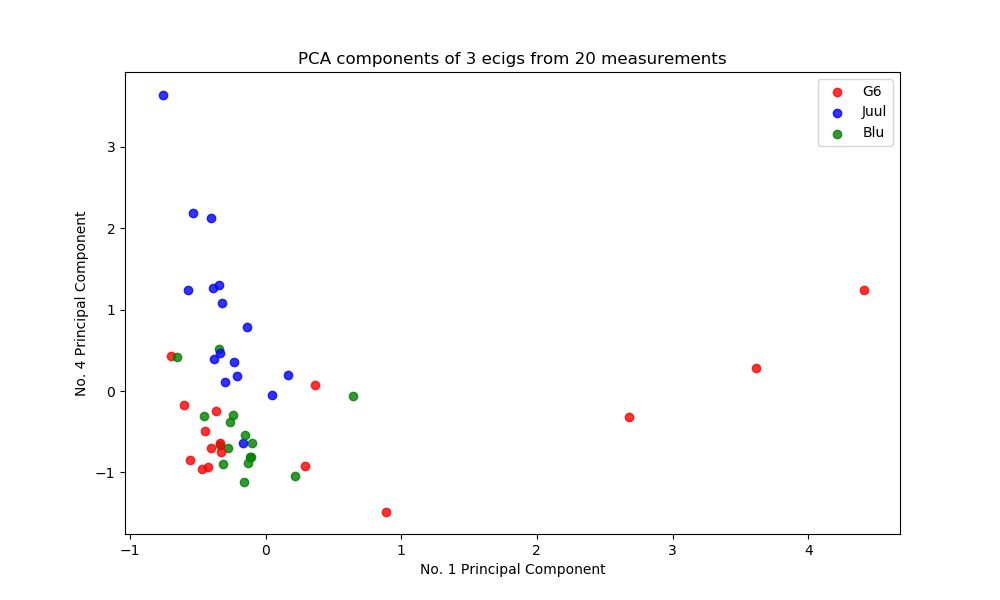 PCA components of 3 ecigs from 20 measurements
G6
Juul
Blu
3
2
1
0
−1
No. 4 Principal Component
−1
0
1
2
3
4
No. 1 Principal Component